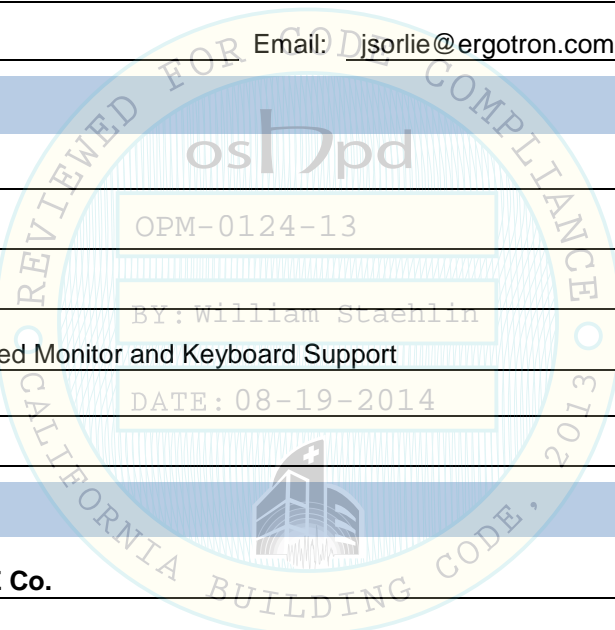 Email: jsorlie@ergotron.com
REVIEWED FOR CODE COMPLIANCE
oshpd
OPM-0124-13
BY: William Staehlin
ed Monitor and Keyboard Support
DATE: 08-19-2014
CALIFORNIA BUILDING CODE, 2013
Co.